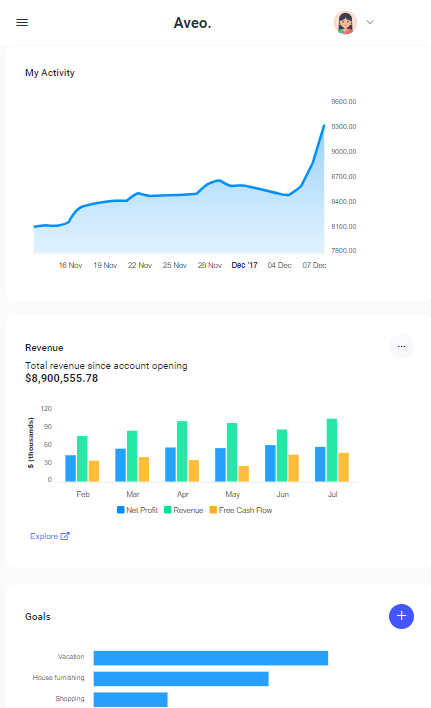 Aveo.
My Activity
9600.00
9300.00
9000.00
8700.00
8400.00
8100.00
7800.00
16 Nov 19 Nov 22 Nov 25 Nov 28 Nov Dec '17 04 Dec 07 Dec
Revenue
...
Total revenue since account opening
$8,900,555.78
$ (thousands)
120
90
60
30
0
Feb Mar Apr May Jun Jul
Net Profit Revenue Free Cash Flow
Explore
Goals
+
Vacation
House furnishing
Shopping